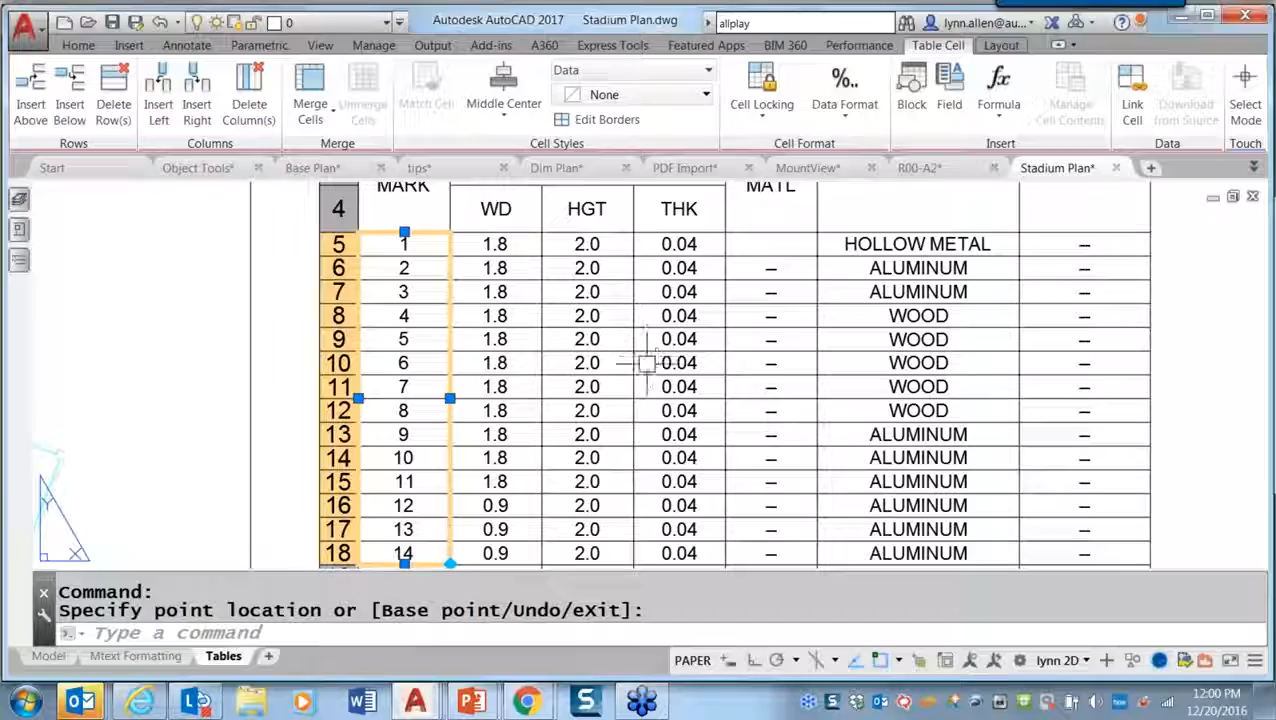 0
Autodesk AutoCAD 2017 Stadium Plan.dwg
allplay
lynn.allen@au...
Home Insert Annotate Parametric View Manage Output Add-ins A360 Express Tools Featured Apps BIM 360 Performance Table Cell Layout
Insert Above
Insert Below
Delete Row(s)
Insert Left
Insert Right
Delete Column(s)
Merge Cells
Unmerge Cells
Match Cell
Middle Center
Data
None
Edit Borders
Cell Locking
Data Format
Block
Field
Formula
Manage Cell Contents
Link Cell
Download from Source
Select Mode
Rows Columns Merge Cell Styles Cell Format Insert Data Touch
Start Object Tools* Base Plan* tips* Dim Plan* PDF Import* MountView* R00-A2* Stadium Plan*
MARK MATL
4 WD HGT THK
5 1 1.8 2.0 0.04 HOLLOW METAL –
6 2 1.8 2.0 0.04 – ALUMINUM –
7 3 1.8 2.0 0.04 – ALUMINUM –
8 4 1.8 2.0 0.04 – WOOD –
9 5 1.8 2.0 0.04 – WOOD –
10 6 1.8 2.0 0.04 – WOOD –
11 7 1.8 2.0 0.04 – WOOD –
12 8 1.8 2.0 0.04 – WOOD –
13 9 1.8 2.0 0.04 – ALUMINUM –
14 10 1.8 2.0 0.04 – ALUMINUM –
15 11 1.8 2.0 0.04 – ALUMINUM –
16 12 0.9 2.0 0.04 – ALUMINUM –
17 13 0.9 2.0 0.04 – ALUMINUM –
18 14 0.9 2.0 0.04 – ALUMINUM –
Y
X
Command:
Specify point location or [Base point/Undo/eXit]:
Type a command
Model Mtext Formatting Tables
PAPER
lynn 2D
12:00 PM
12/20/2016